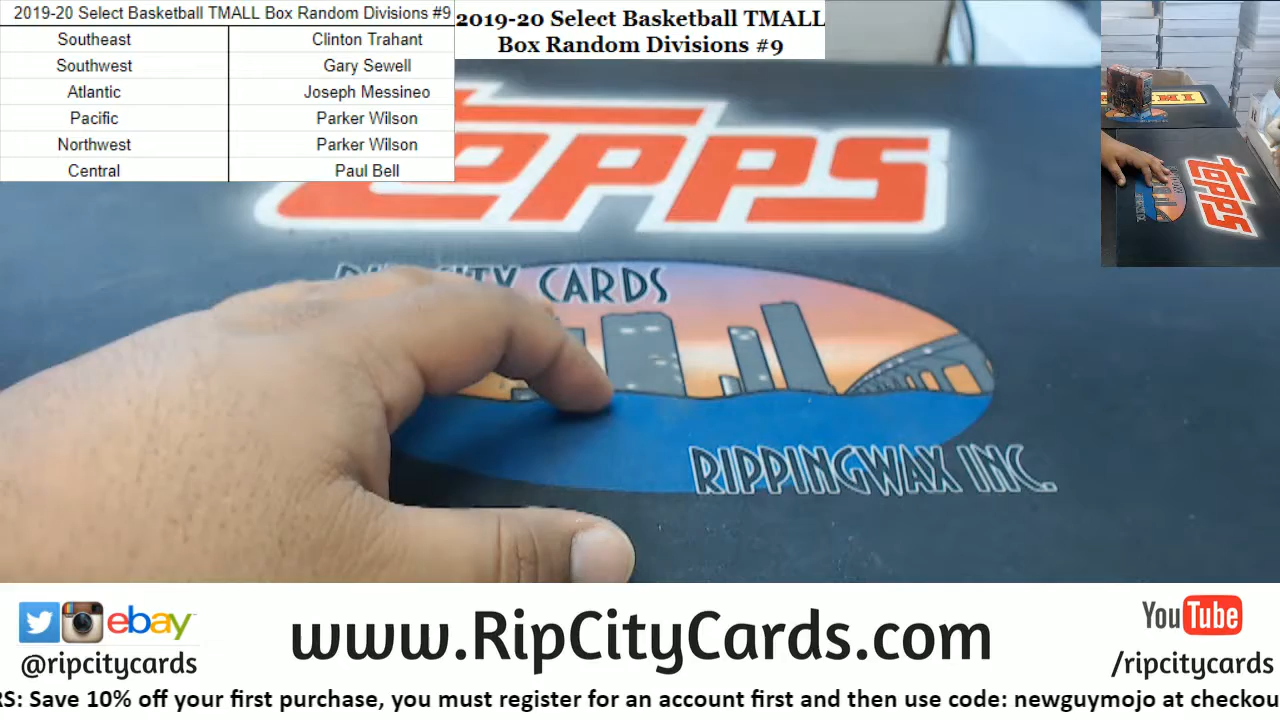 2019-20 Select Basketball TMALL Box Random Divisions #9
Southeast Clinton Trahant
Southwest Gary Sewell
Atlantic Joseph Messineo
Pacific Parker Wilson
Northwest Parker Wilson
Central Paul Bell
2019-20 Select Basketball TMALL
Box Random Divisions #9
topps
CITY CARDS
RIPPINGWAX INC.
topps
ebay
@ripcitycards
www.RipCityCards.com
YouTube
/ripcitycards
RS: Save 10% off your first purchase, you must register for an account first and then use code: newguymojo at checkou